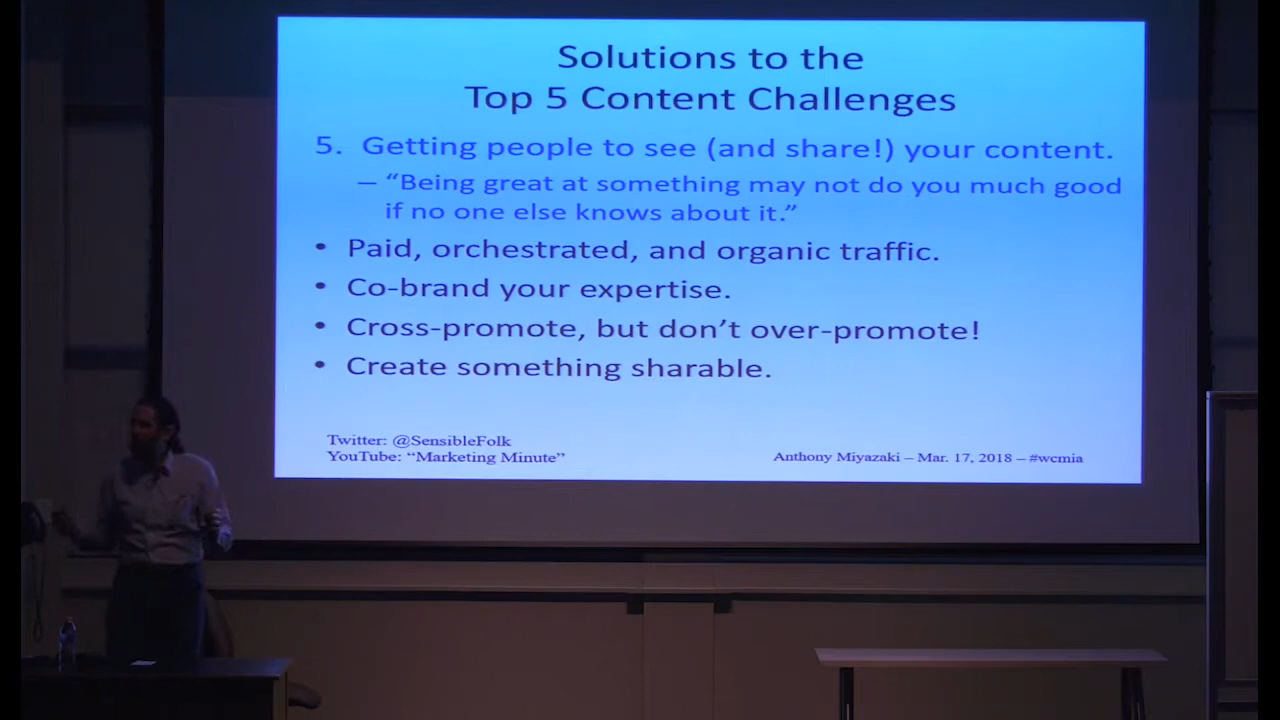 Solutions to the
Top 5 Content Challenges
5. Getting people to see (and share!) your content.
– “Being great at something may not do you much good
if no one else knows about it.”
• Paid, orchestrated, and organic traffic.
• Co-brand your expertise.
• Cross-promote, but don’t over-promote!
• Create something sharable.
Twitter: @SensibleFolk
YouTube: “Marketing Minute”
Anthony Miyazaki – Mar. 17, 2018 – #wcmia